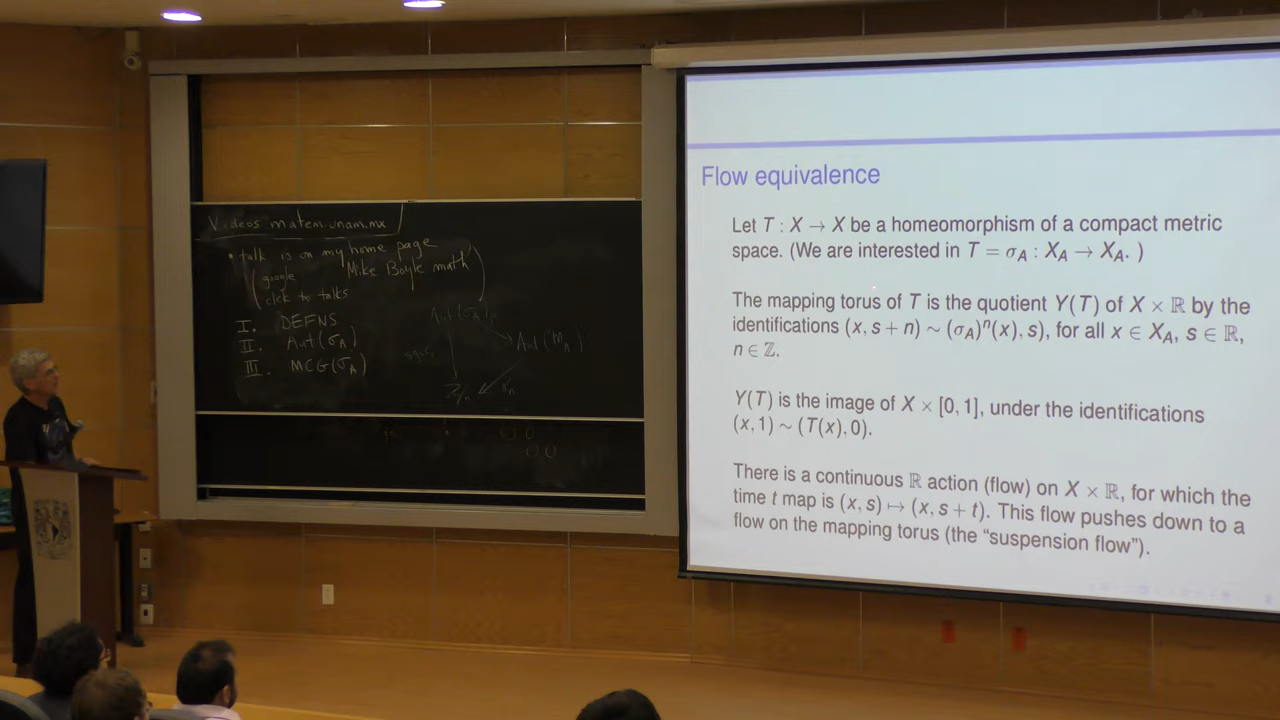 Videos matem.unam.mx
• talk is on my home page
google Mike Boyle math
click to talks
I. DEFNS
II. Aut(σ_A)
III. MCG(σ_A)
Aut(σ_A)
Aut("M_A")
Flow equivalence
Let T : X → X be a homeomorphism of a compact metric
space. (We are interested in T = σ_A : X_A → X_A. )
The mapping torus of T is the quotient Y(T) of X × ℝ by the
identifications (x, s + n) ∼ (σ_A)ⁿ(x), s), for all x ∈ X_A, s ∈ ℝ,
n ∈ ℤ.
Y(T) is the image of X × [0, 1], under the identifications
(x, 1) ∼ (T(x), 0).
There is a continuous ℝ action (flow) on X × ℝ, for which the
time t map is (x, s) ↦ (x, s + t). This flow pushes down to a
flow on the mapping torus (the “suspension flow”).